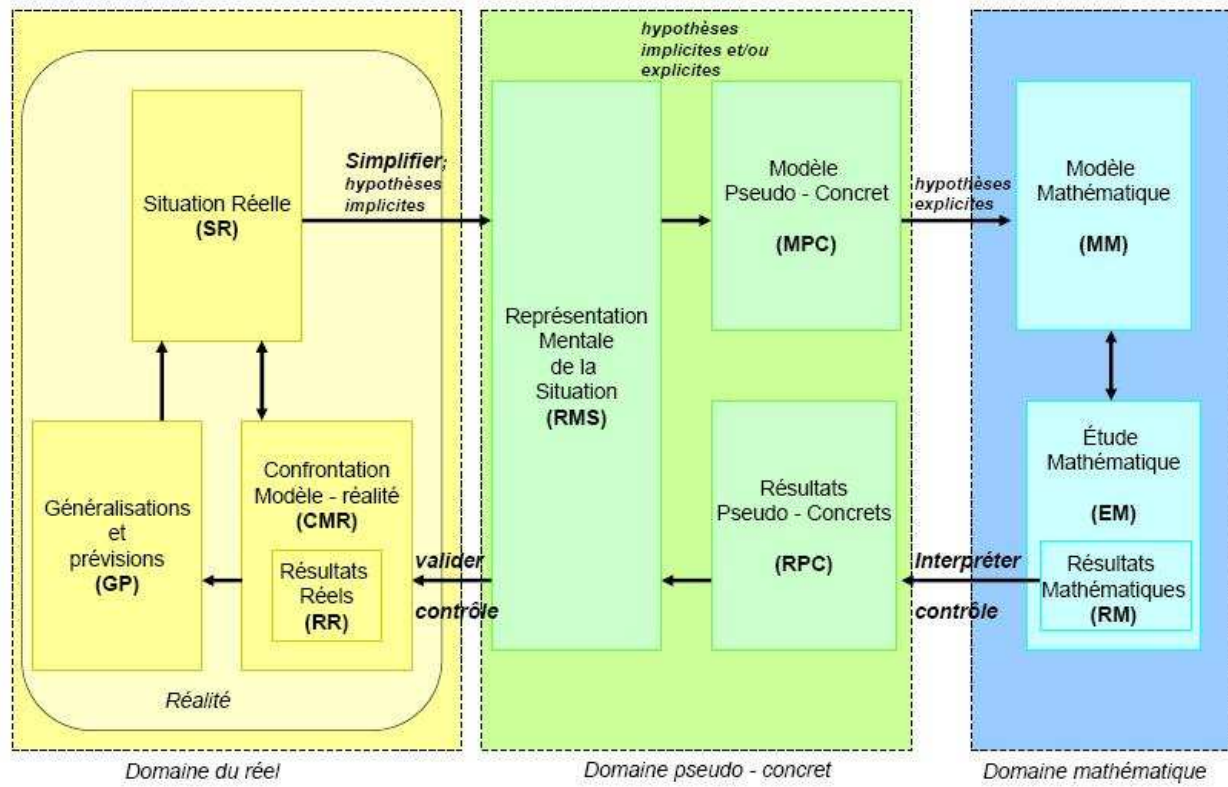 hypothèses
implicites et/ou
explicites
Situation Réelle
(SR)
Simplifier;
hypothèses
implicites
Modèle
Pseudo - Concret
(MPC)
hypothèses
explicites
Modèle
Mathématique
(MM)
Représentation
Mentale
de la
Situation
(RMS)
Généralisations
et
prévisions
(GP)
Confrontation
Modèle - réalité
(CMR)
Résultats
Réels
(RR)
valider
contrôle
Résultats
Pseudo - Concrets
(RPC)
Interpréter
contrôle
Étude
Mathématique
(EM)
Résultats
Mathématiques
(RM)
Réalité
Domaine du réel
Domaine pseudo - concret
Domaine mathématique